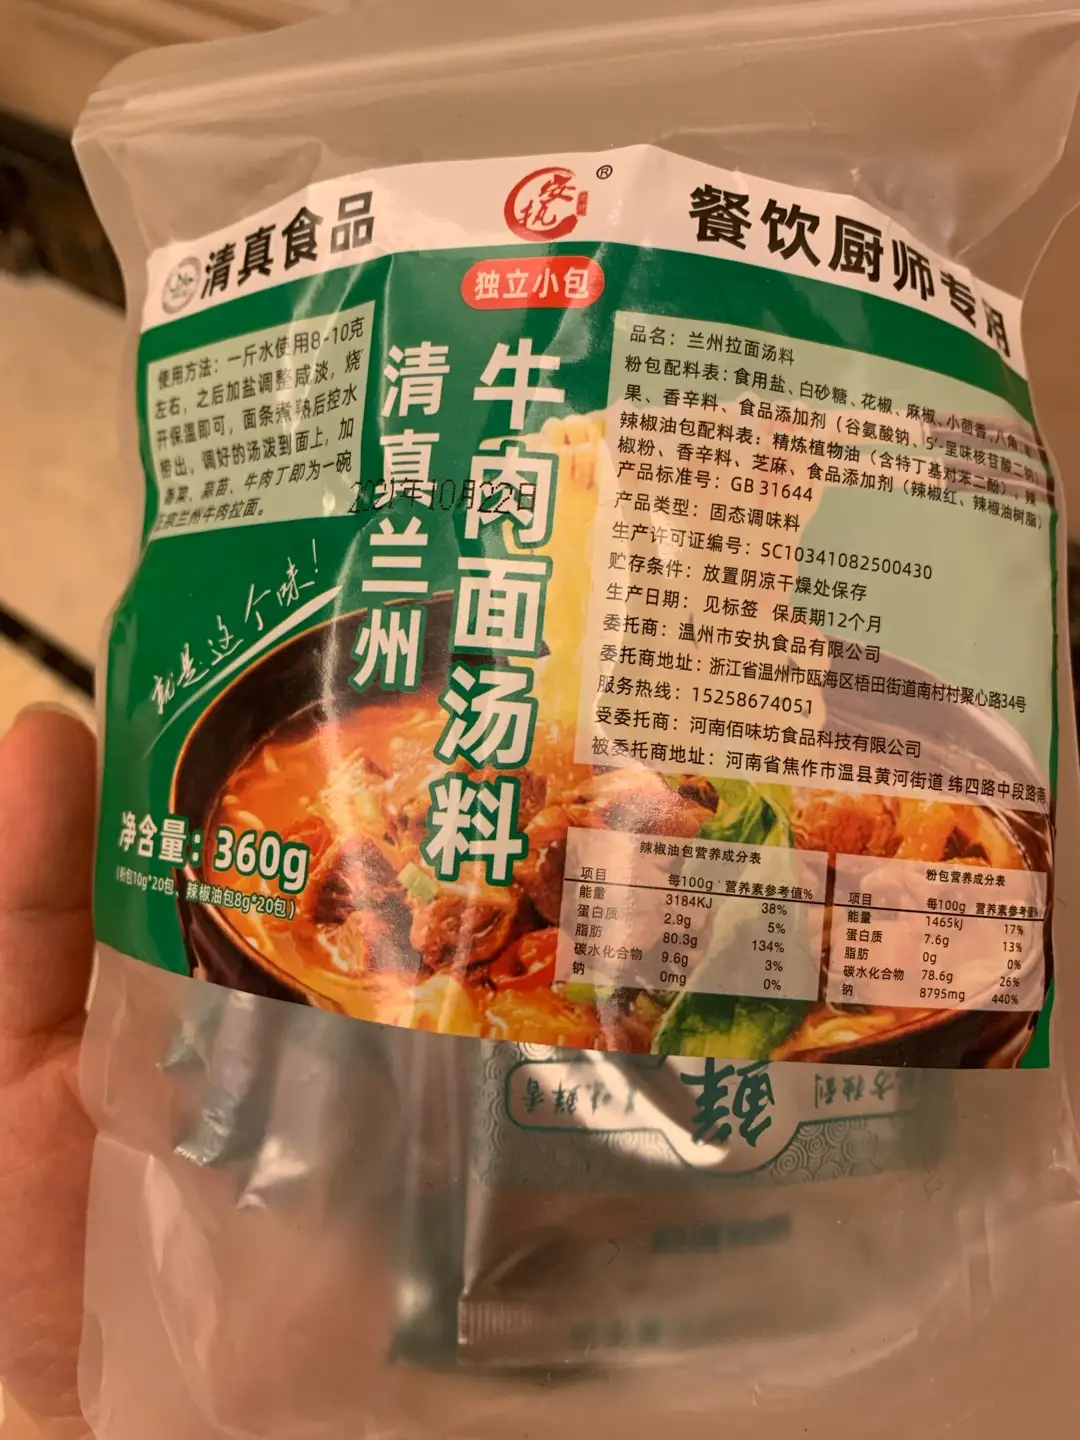 清真食品
安执
®
餐饮厨师专用
独立小包
使用方法：一斤水使用8-10克
左右，之后加盐调整咸淡，烧
开保温即可，面条煮熟后控水
捞出，调好的汤泼到面上，加
香菜、蒜苗、牛肉丁即为一碗
正宗兰州牛肉拉面。
清真兰州
牛肉面汤料
2021年10月22日
就是这个味！
净含量：360g
（粉包10g*20包、辣椒油包8g*20包）
品名：兰州拉面汤料
粉包配料表：食用盐、白砂糖、花椒、麻椒、小茴香、八角、
果、香辛料、食品添加剂（谷氨酸钠、5'-呈味核苷酸二钠）
辣椒油包配料表：精炼植物油（含特丁基对苯二酚）、辣
椒粉、香辛料、芝麻、食品添加剂（辣椒红、辣椒油树脂）
产品标准号：GB 31644
产品类型：固态调味料
生产许可证编号：SC10341082500430
贮存条件：放置阴凉干燥处保存
生产日期：见标签 保质期12个月
委托商：温州市安执食品有限公司
委托商地址：浙江省温州市瓯海区梧田街道南村村聚心路34号
服务热线：15258674051
受委托商：河南佰味坊食品科技有限公司
被委托商地址：河南省焦作市温县黄河街道 纬四路中段路南
辣椒油包营养成分表
项目 每100g 营养素参考值%
能量 3184KJ 38%
蛋白质 2.9g 5%
脂肪 80.3g 134%
碳水化合物 9.6g 3%
钠 0mg 0%
粉包营养成分表
项目 每100g 营养素参考值%
能量 1465kJ 17%
蛋白质 7.6g 13%
脂肪 0g 0%
碳水化合物 78.6g 26%
钠 8795mg 440%
鲜
味鲜香
方独到